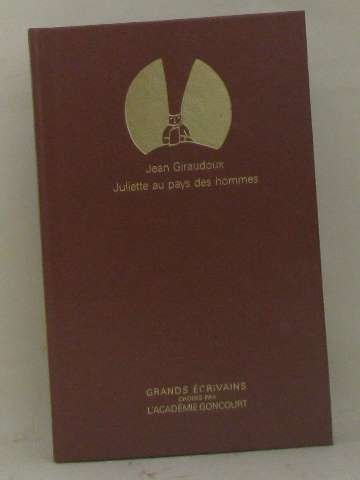 Jean Giraudoux
Juliette au pays des hommes
GRANDS ÉCRIVAINS
CHOISIS PAR
L'ACADÉMIE GONCOURT